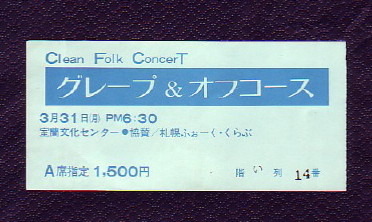 Clean Folk ConcerT
グレープ & オフコース
3月31日(月) PM6:30
室蘭文化センター●協賛/札幌ふぉーく・くらぶ
A席指定 1,500円 階 い 列 14番